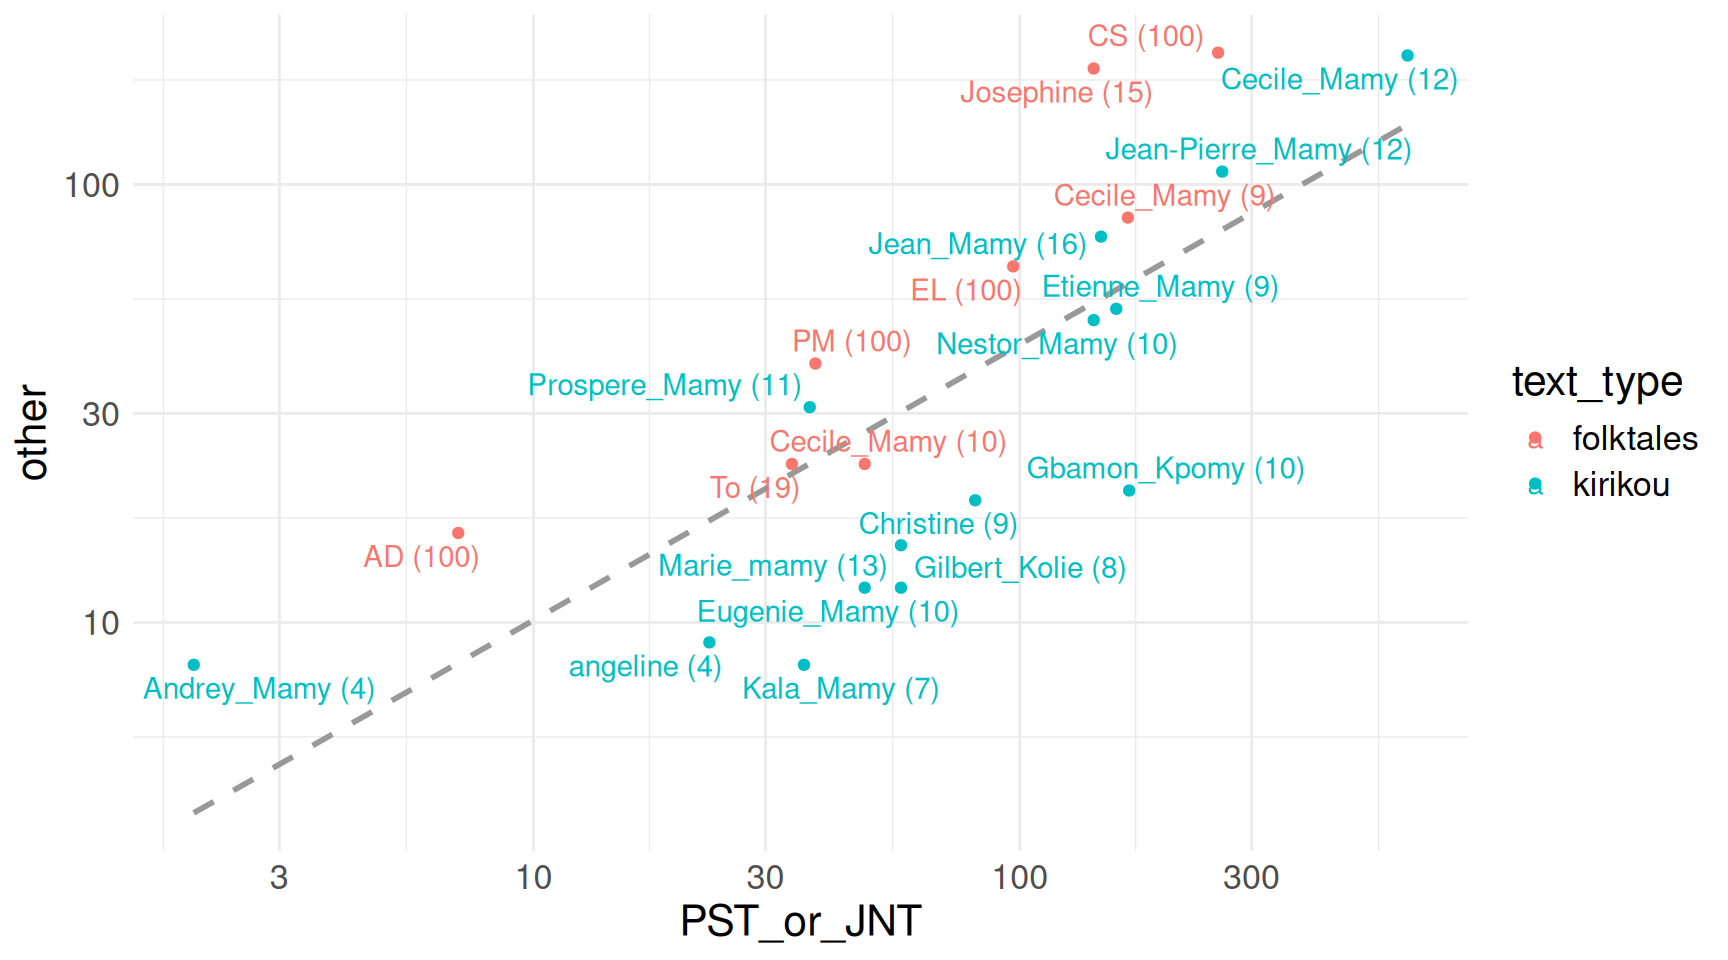 CS (100)
Cecile_Mamy (12)
Josephine (15)
Jean-Pierre_Mamy (12)
100
Cecile_Mamy (9)
Jean_Mamy (16)
EL (100)
Etienne_Mamy (9)
PM (100)
Nestor_Mamy (10)
Prospere_Mamy (11)
30
Cecile_Mamy (10)
Gbamon_Kpomy (10)
To (19)
Christine (9)
AD (100)
Marie_mamy (13)
Gilbert_Kolie (8)
10
Eugenie_Mamy (10)
angeline (4)
Andrey_Mamy (4)
Kala_Mamy (7)
other
3
10
30
100
300
PST_or_JNT
text_type
a folktales
a kirikou